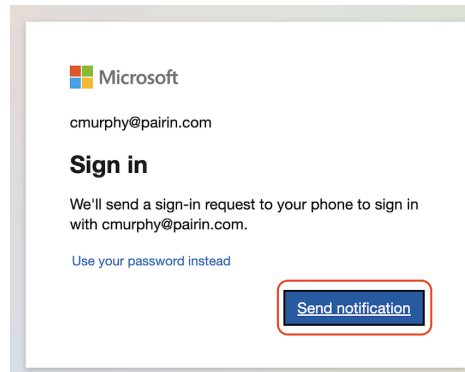 Microsoft
cmurphy@pairin.com
Sign in
We'll send a sign-in request to your phone to sign in
with cmurphy@pairin.com.
Use your password instead
Send notification